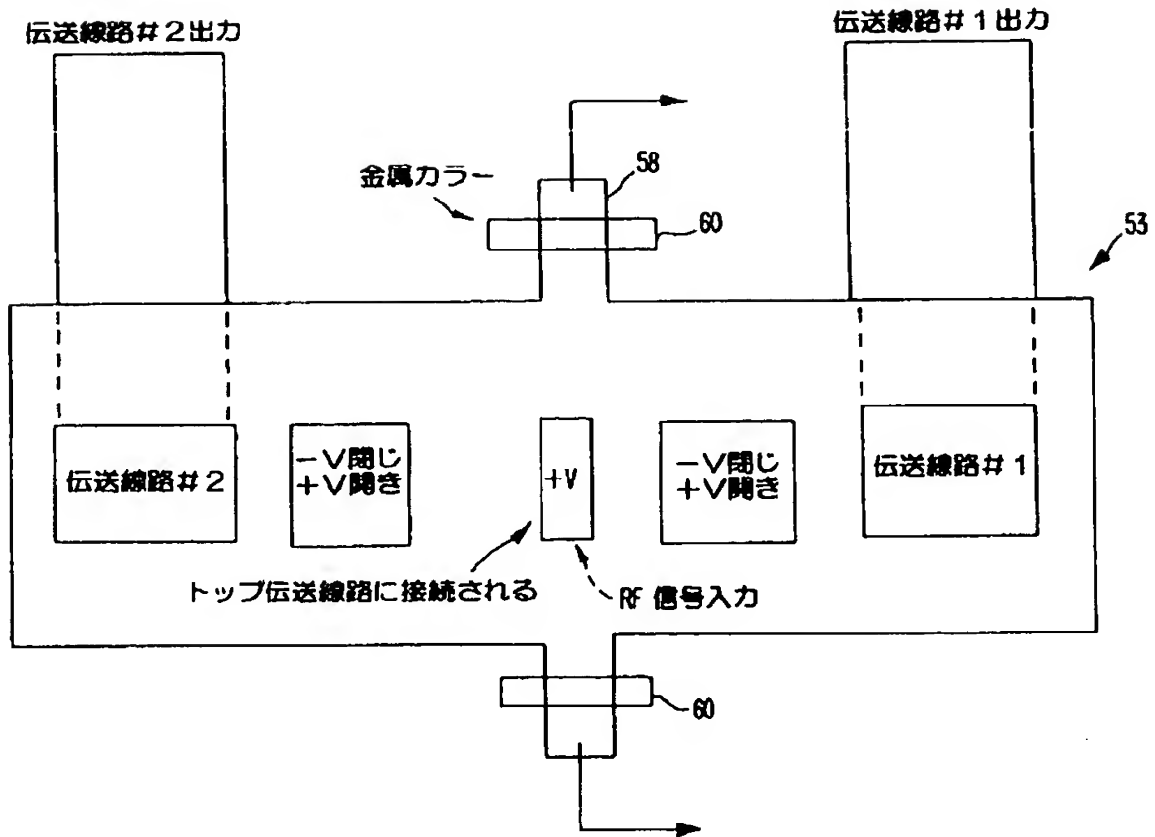 伝送線路#2出力
伝送線路#1出力
金属カラー
58
60
53
伝送線路#2
-V閉じ
+V開き
+V
-V閉じ
+V開き
伝送線路#1
トップ伝送線路に接続される
RF 信号入力
60